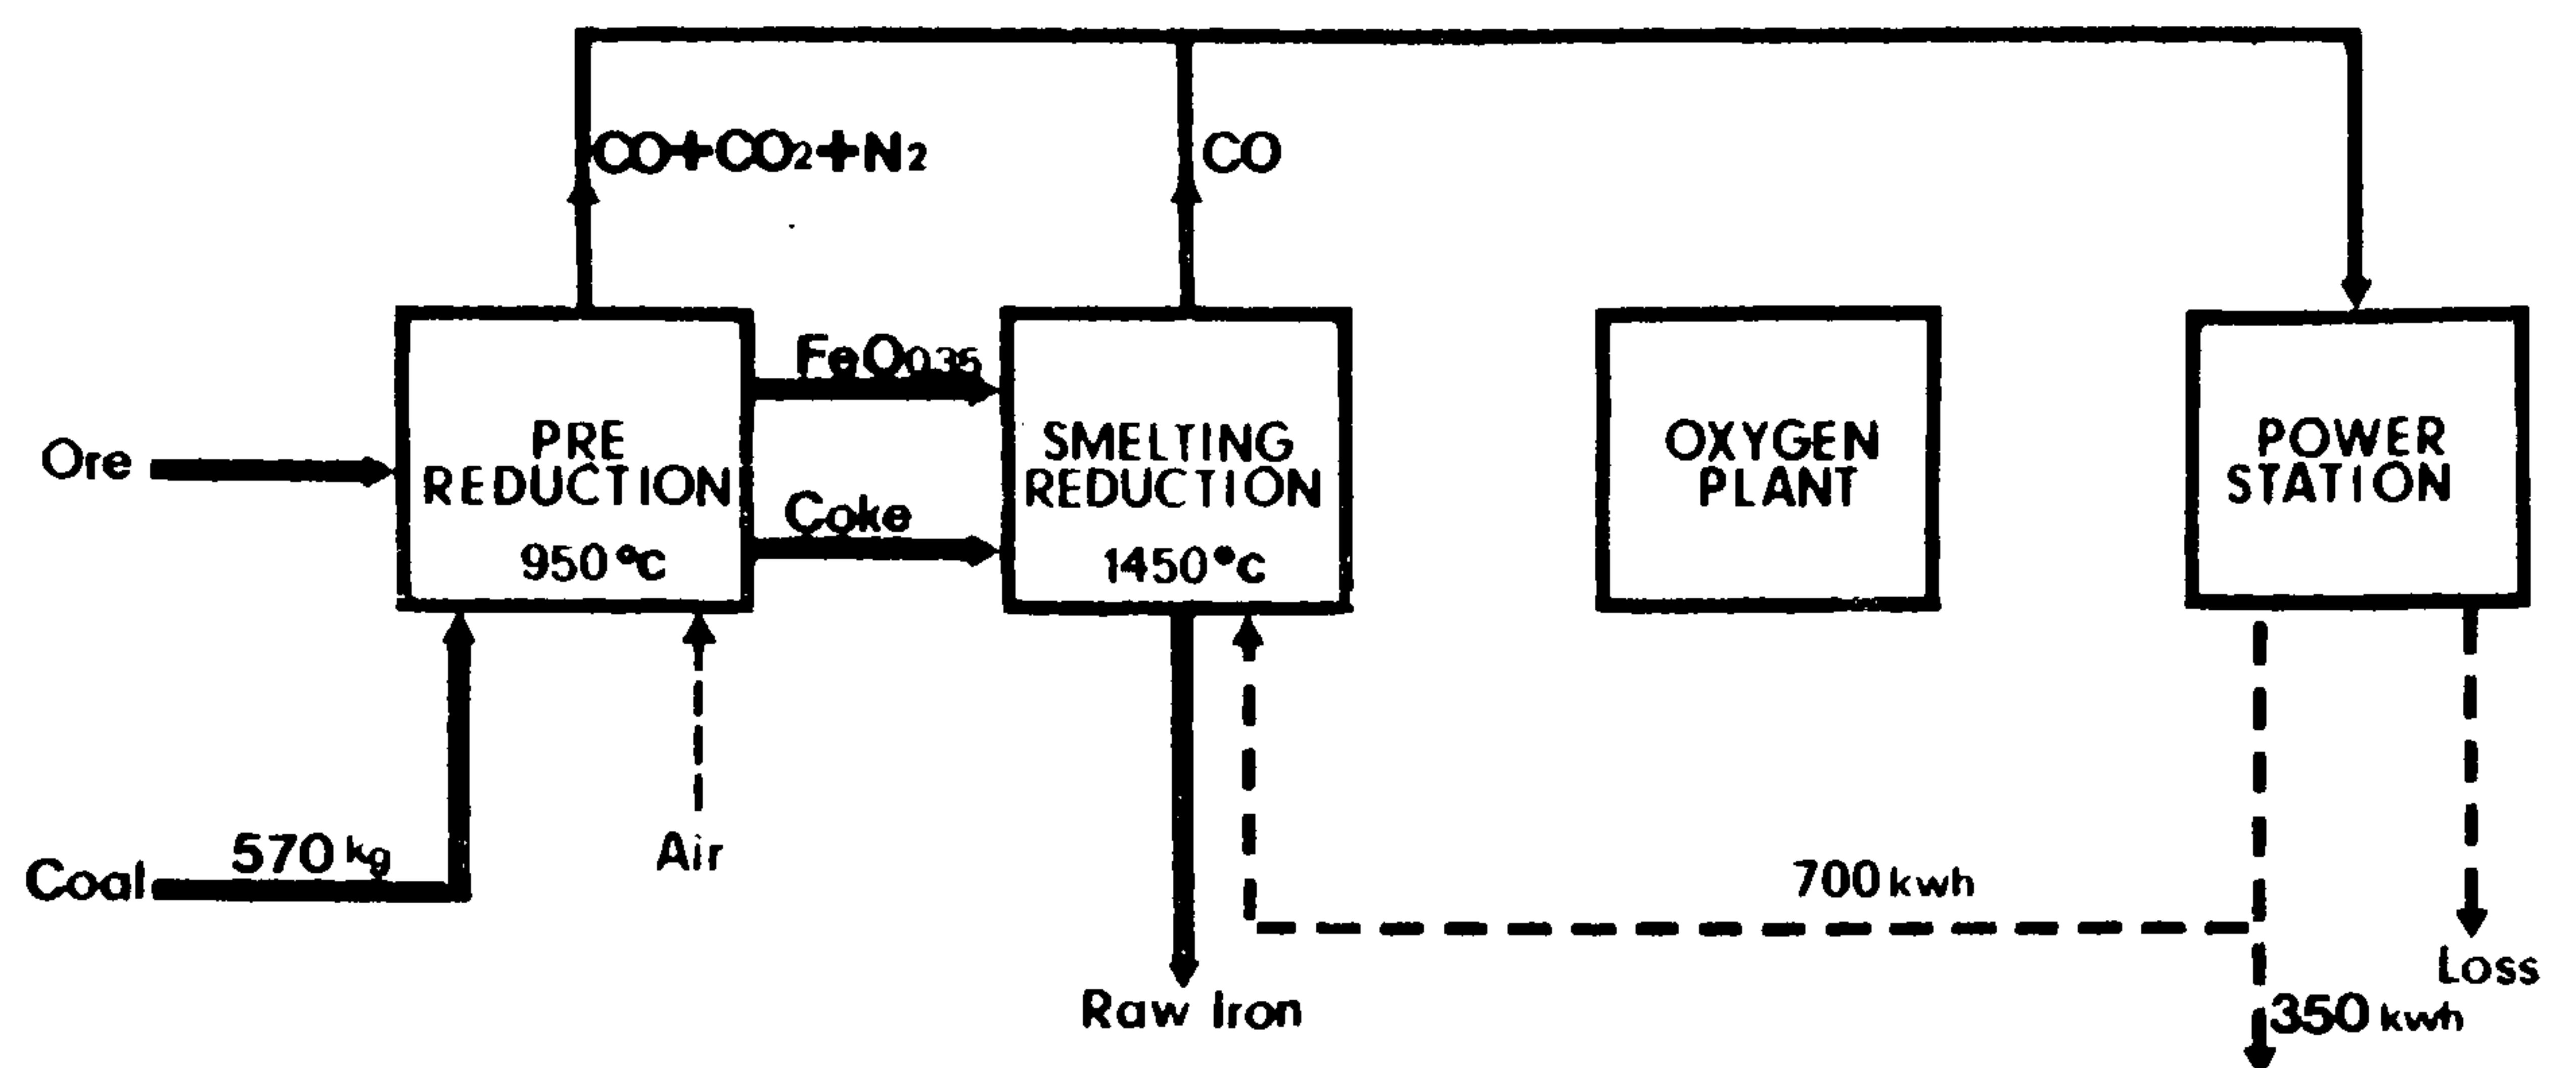 CO+CO2+N2
CO
FeO0.35
Ore
PRE
REDUCTION
950°C
Coke
SMELTING
REDUCTION
1450°C
OXYGEN
PLANT
POWER
STATION
Coal
570 kg
Air
700 kwh
Raw Iron
Loss
350 kwh